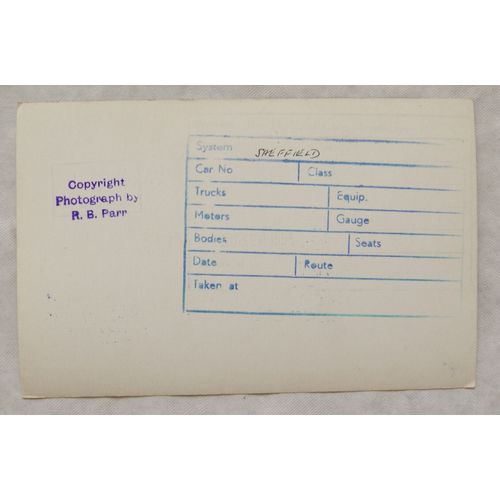 Copyright
Photograph by
R. B. Parr
System SHEFFIELD
Car No Class
Trucks Equip.
Motors Gauge
Bodies Seats
Date Route
Taken at